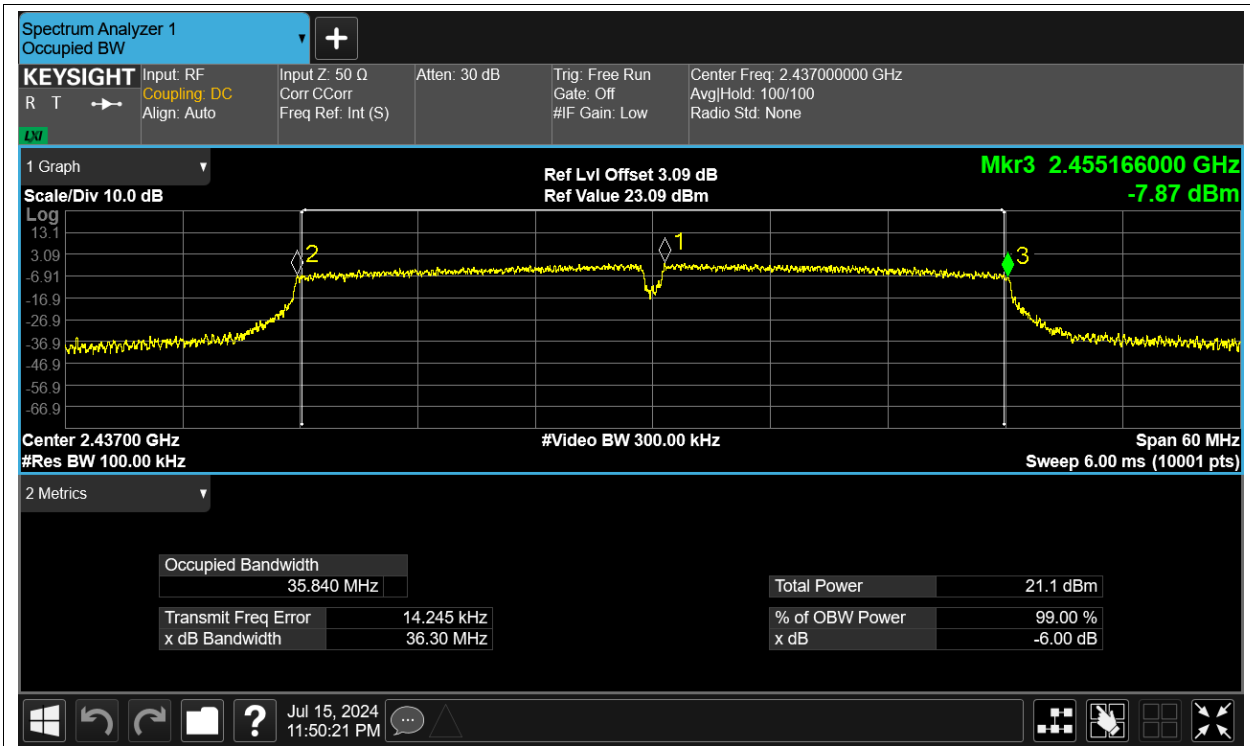 Spectrum Analyzer 1
Occupied BW
KEYSIGHT
R T
LXI
Input: RF
Coupling: DC
Align: Auto
Input Z: 50 Ω
Corr CCorr
Freq Ref: Int (S)
Atten: 30 dB
Trig: Free Run
Gate: Off
#IF Gain: Low
Center Freq: 2.437000000 GHz
Avg|Hold: 100/100
Radio Std: None
1 Graph
Scale/Div 10.0 dB
Ref Lvl Offset 3.09 dB
Ref Value 23.09 dBm
Mkr3 2.455166000 GHz
-7.87 dBm
Log
13.1
3.09
-6.91
-16.9
-26.9
-36.9
-46.9
-56.9
-66.9
2
1
3
Center 2.43700 GHz
#Video BW 300.00 kHz
Span 60 MHz
#Res BW 100.00 kHz
Sweep 6.00 ms (10001 pts)
2 Metrics
Occupied Bandwidth
35.840 MHz
Total Power 21.1 dBm
Transmit Freq Error 14.245 kHz
% of OBW Power 99.00 %
x dB Bandwidth 36.30 MHz
x dB -6.00 dB
?
Jul 15, 2024
11:50:21 PM